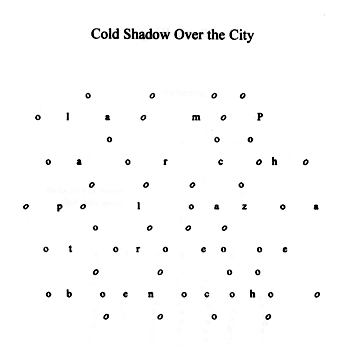 Cold Shadow Over the City
o o o o
o l a o m o P
o o o
o a o r c o h o
o o o o
o p o l o a z o a
o o o o
o t o r o e o o e
o o o o
o b o e n o c o h o o
o o o o